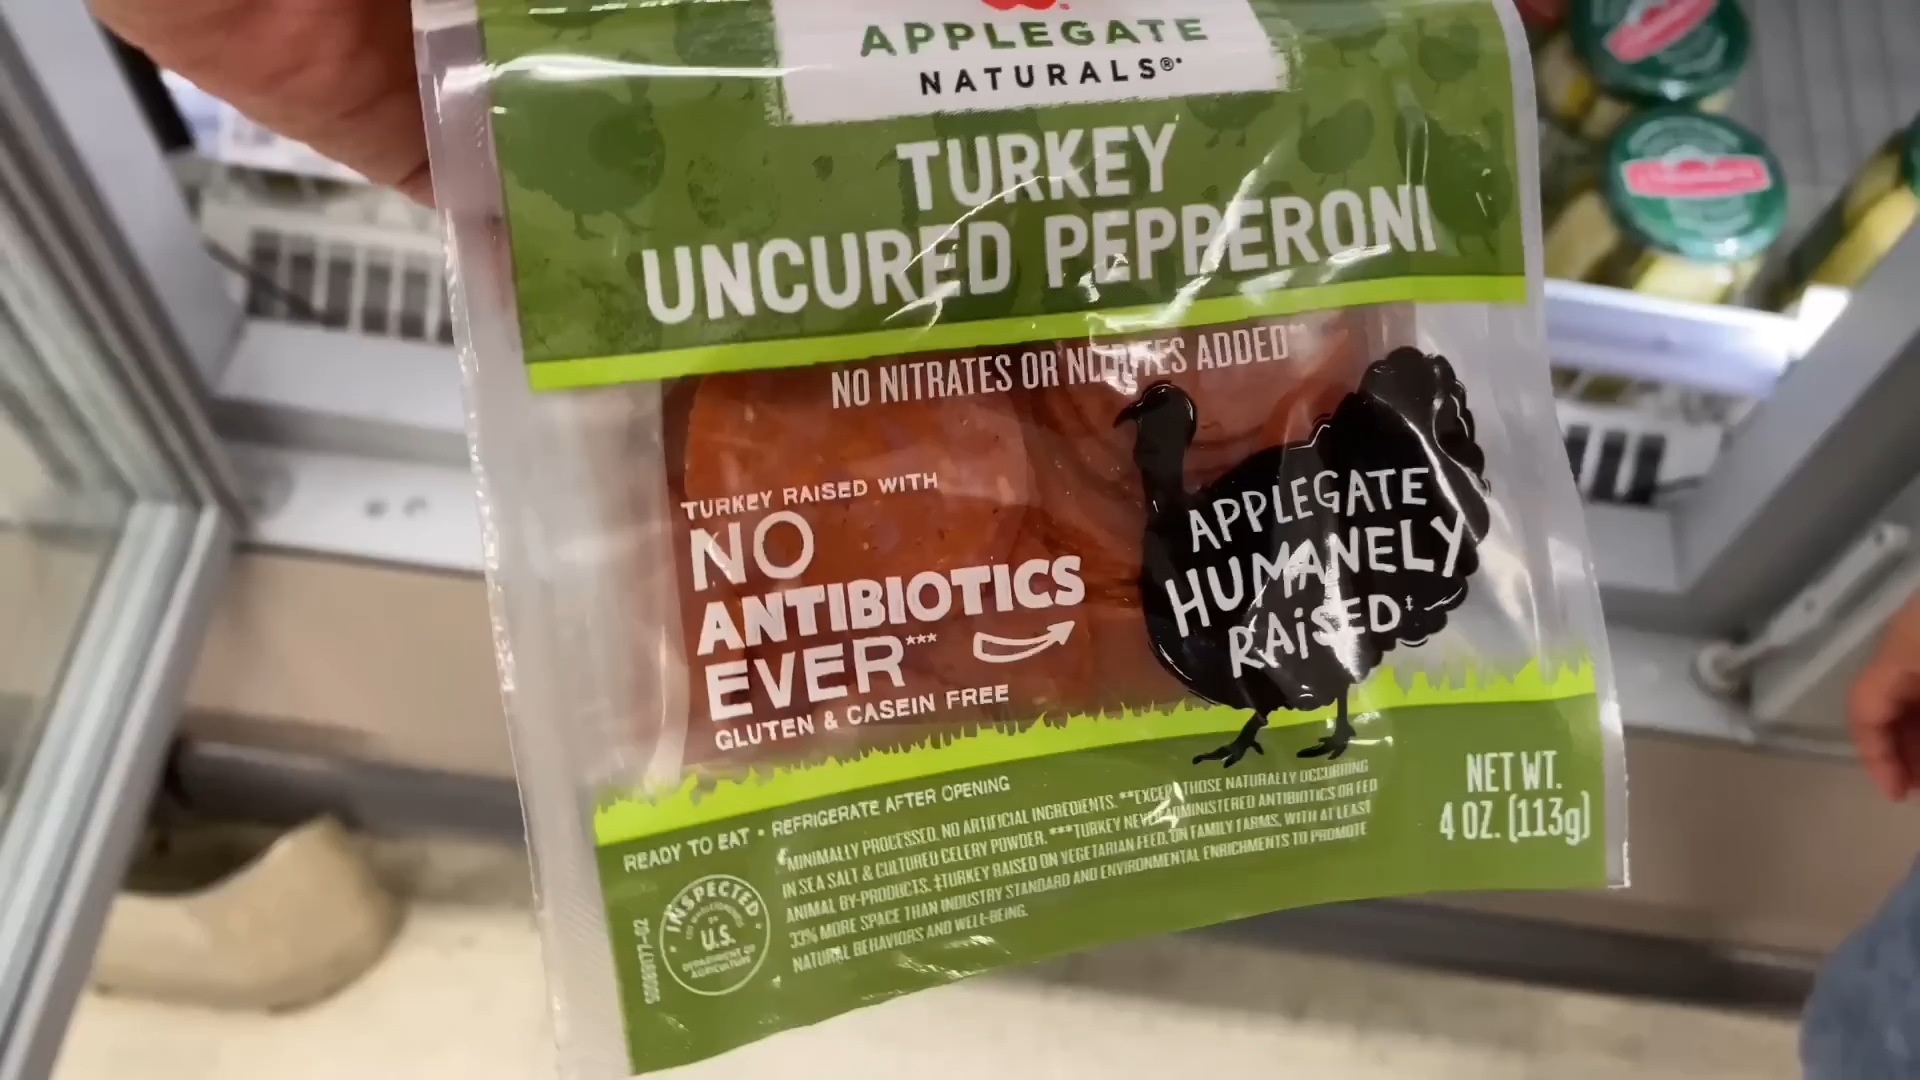 APPLEGATE
NATURALS®*
TURKEY
UNCURED PEPPERONI
NO NITRATES OR NITRITES ADDED**
TURKEY RAISED WITH
NO
ANTIBIOTICS
EVER***
GLUTEN & CASEIN FREE
APPLEGATE
HUMANELY
RAISED‡
READY TO EAT • REFRIGERATE AFTER OPENING
*MINIMALLY PROCESSED. NO ARTIFICIAL INGREDIENTS. **EXCEPT THOSE NATURALLY OCCURRING
IN SEA SALT & CULTURED CELERY POWDER. ***TURKEY NEVER ADMINISTERED ANTIBIOTICS OR FED
ANIMAL BY-PRODUCTS. ‡TURKEY RAISED ON VEGETARIAN FEED, ON FAMILY FARMS, WITH AT LEAST
33% MORE SPACE THAN INDUSTRY STANDARD AND ENVIRONMENTAL ENRICHMENTS TO PROMOTE
NATURAL BEHAVIORS AND WELL-BEING.
NET WT.
4 OZ. (113g)
INSPECTED
U.S.
DEPARTMENT OF
AGRICULTURE